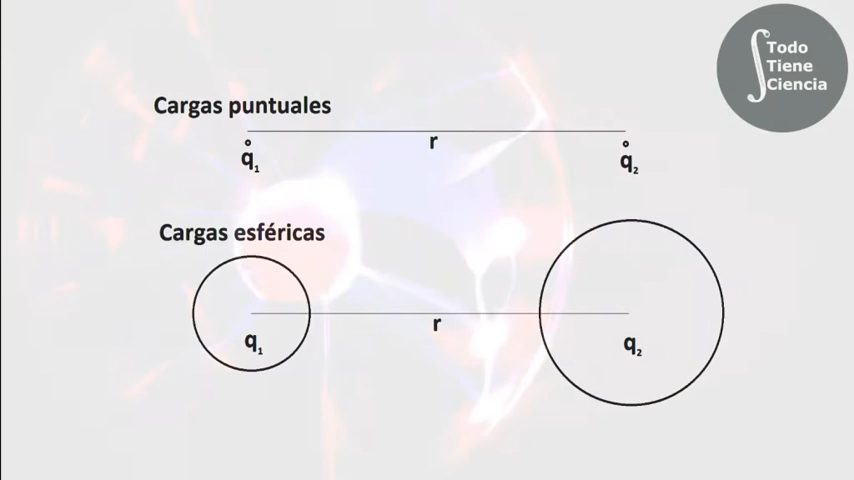 Todo
Tiene
Ciencia
Cargas puntuales
r
q₁
q₂
Cargas esféricas
r
q₁
q₂